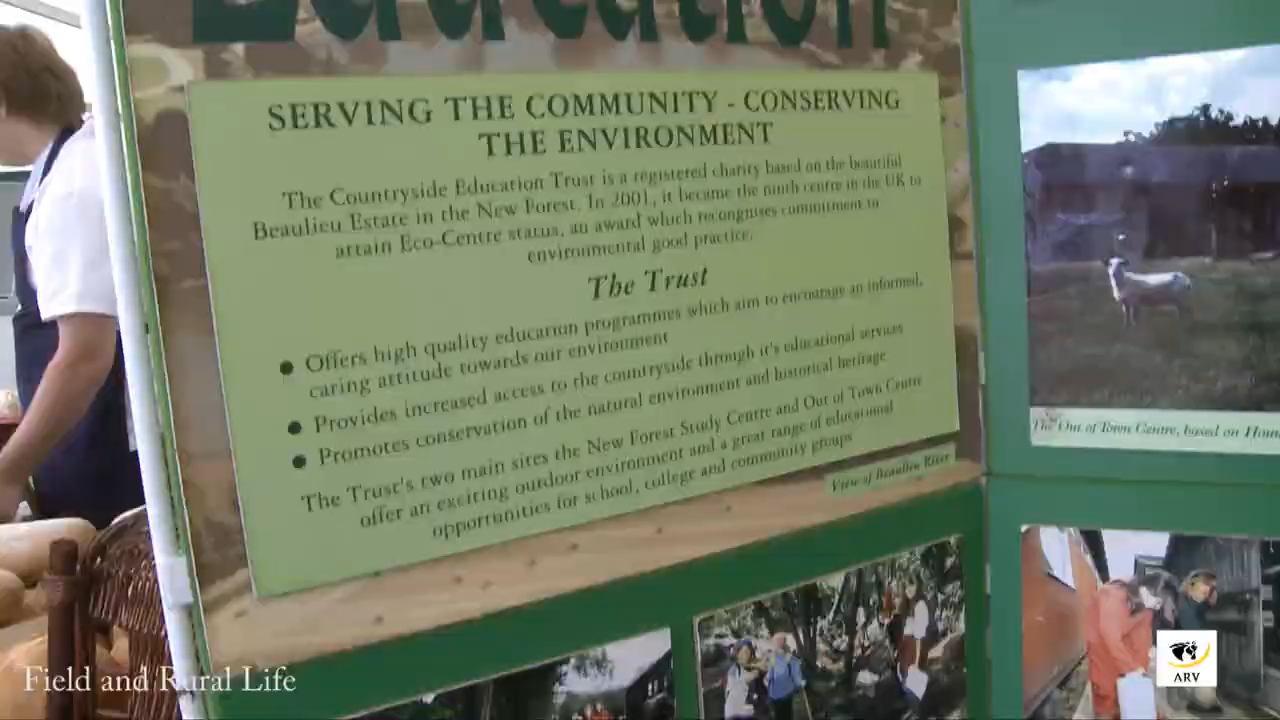 Education
SERVING THE COMMUNITY - CONSERVING
THE ENVIRONMENT
The Countryside Education Trust is a registered charity based on the beautiful
Beaulieu Estate in the New Forest. In 2001, it became the ninth centre in the UK to
attain Eco-Centre status, an award which recongnises commitment to
environmental good practice.
The Trust
● Offers high quality education programmes which aim to encourage an informed,
caring attitude towards our environment
● Provides increased access to the countryside through it's educational services
● Promotes conservation of the natural environment and historical heritage
The Trust's two main sites the New Forest Study Centre and Out of Town Centre
offer an exciting outdoor environment and a great range of educational
opportunities for school, college and community groups
View of Beaulieu River
The Out of Town Centre, based on Hom
Field and Rural Life
ARV